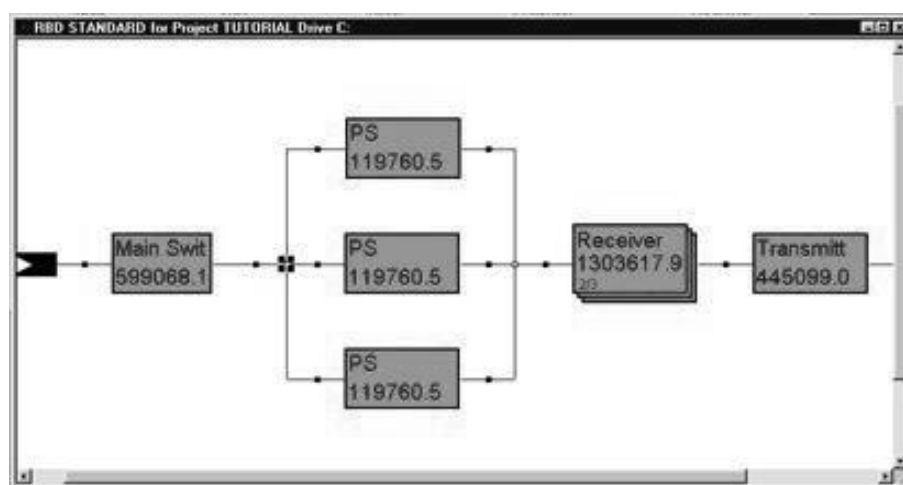 RBD STANDARD for Project TUTORIAL Drive C:
PS
119760.5
Main Swit
599068.1
PS
119760.5
Receiver
1303617.9
2/3
Transmitt
445099.0
PS
119760.5